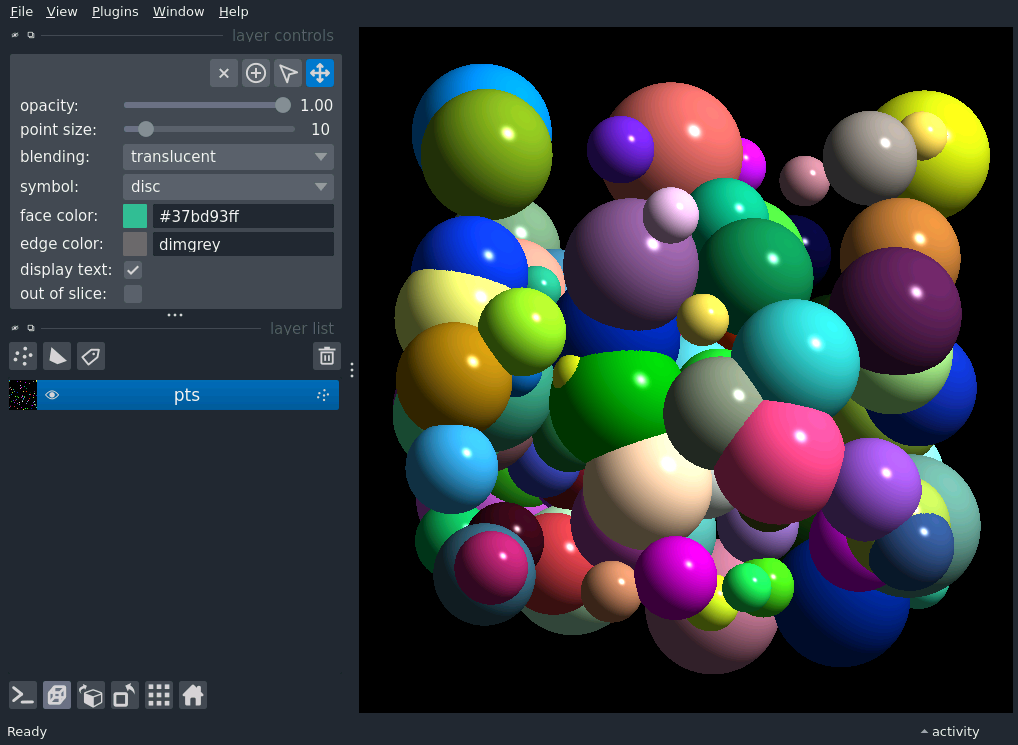 File View Plugins Window Help
layer controls
opacity: 1.00
point size: 10
blending: translucent
symbol: disc
face color: #37bd93ff
edge color: dimgrey
display text:
out of slice:
layer list
pts
Ready activity